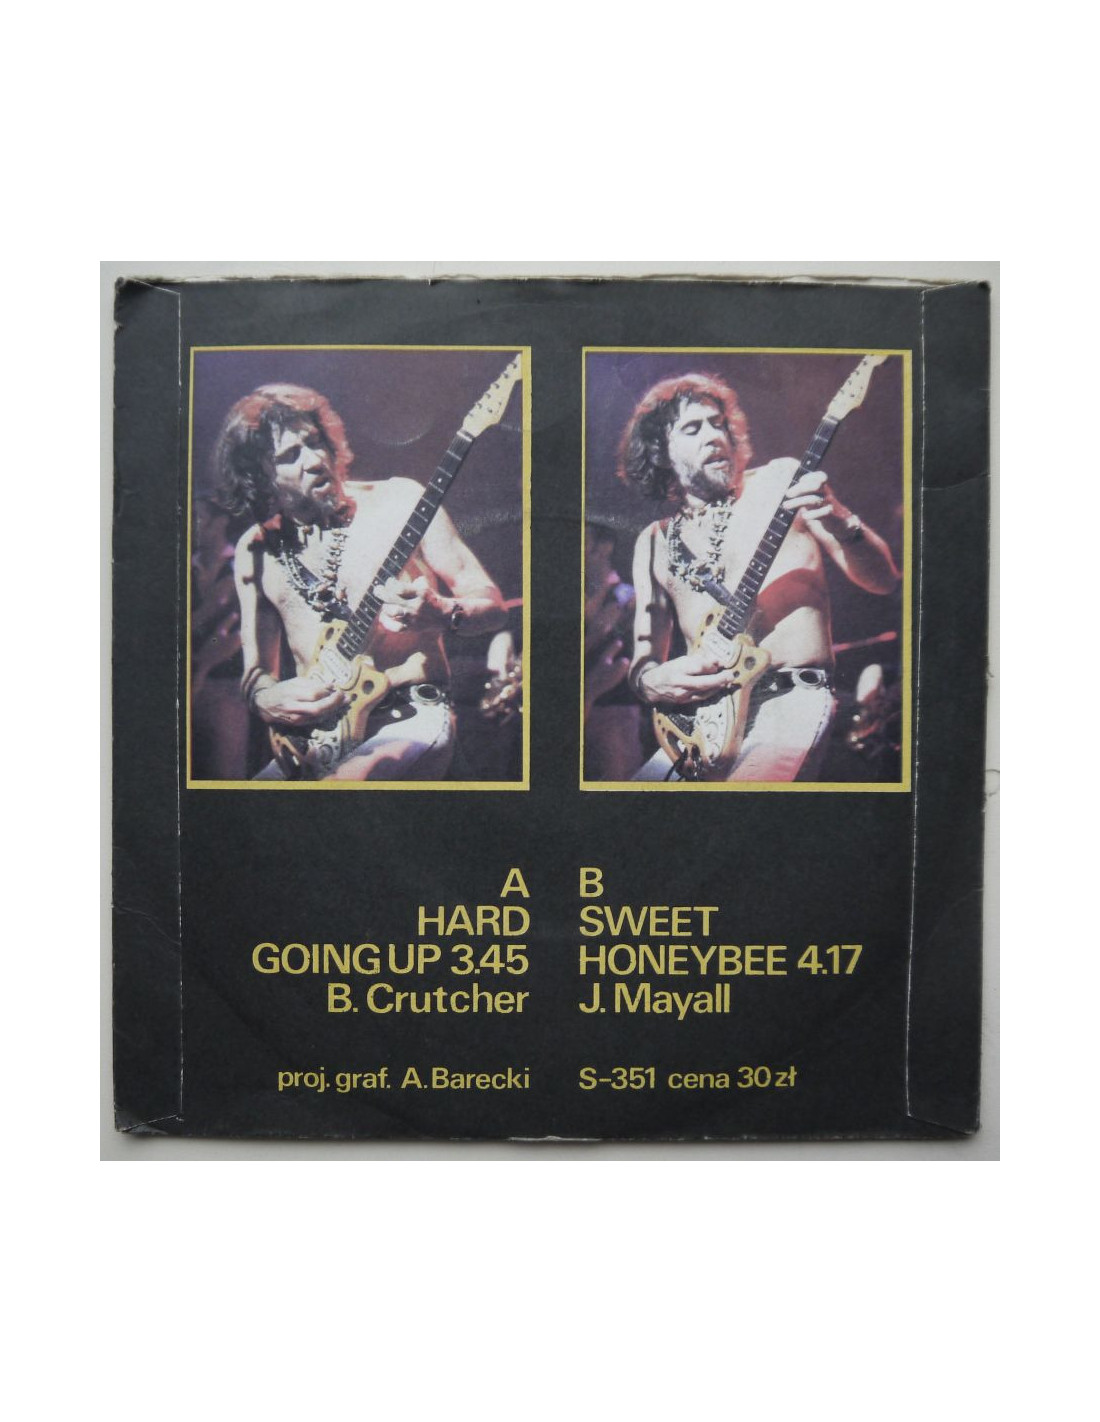 A
HARD
GOING UP 3.45
B. Crutcher
B
SWEET
HONEYBEE 4.17
J. Mayall
proj. graf. A. Barecki
S-351 cena 30 zł